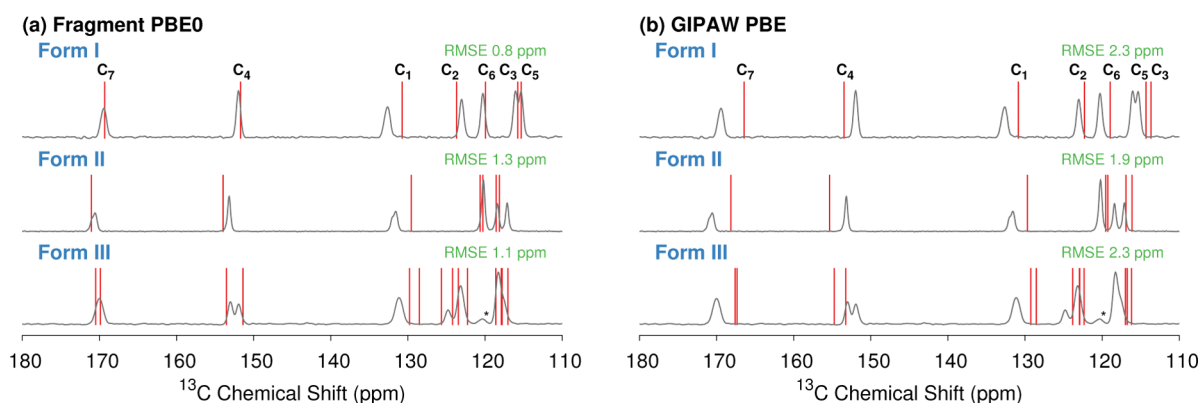 (a) Fragment PBE0
Form I
RMSE 0.8 ppm
C7 C4 C1 C2 C6 C3 C5
Form II
RMSE 1.3 ppm
Form III
RMSE 1.1 ppm
*
180 170 160 150 140 130 120 110
13C Chemical Shift (ppm)
(b) GIPAW PBE
Form I
RMSE 2.3 ppm
C7 C4 C1 C2 C6 C5 C3
Form II
RMSE 1.9 ppm
Form III
RMSE 2.3 ppm
*
180 170 160 150 140 130 120 110
13C Chemical Shift (ppm)